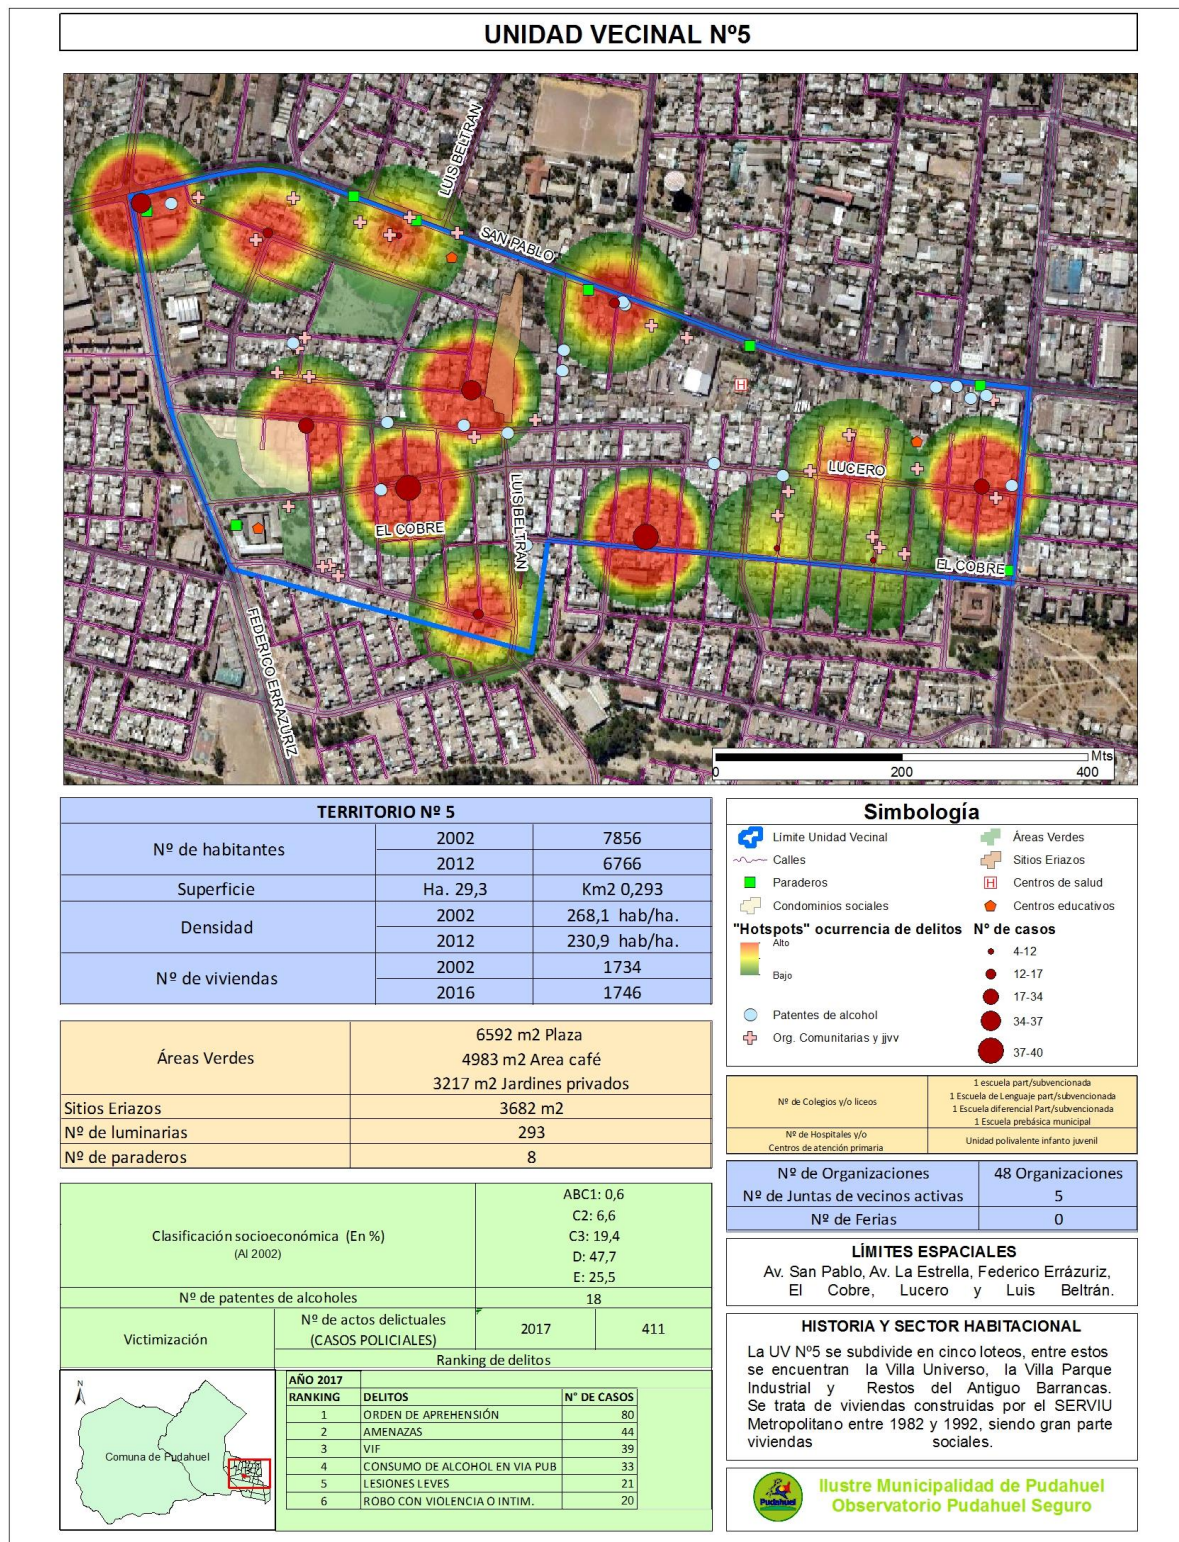 UNIDAD VECINAL Nº5
LUIS BELTRAN
SAN PABLO
LUCERO
EL COBRE
LUIS BELTRAN
EL COBRE
FEDERICO ERRAZURIZ
Mts
0 200 400
TERRITORIO Nº 5
Nº de habitantes 2002 7856
2012 6766
Superficie Ha. 29,3 Km2 0,293
Densidad 2002 268,1 hab/ha.
2012 230,9 hab/ha.
Nº de viviendas 2002 1734
2016 1746
Áreas Verdes 6592 m2 Plaza
4983 m2 Area café
3217 m2 Jardines privados
Sitios Eriazos 3682 m2
Nº de luminarias 293
Nº de paraderos 8
Clasificación socioeconómica (En %)
(Al 2002)
ABC1: 0,6
C2: 6,6
C3: 19,4
D: 47,7
E: 25,5
Nº de patentes de alcoholes 18
Victimización Nº de actos delictuales
(CASOS POLICIALES) 2017 411
Ranking de delitos
AÑO 2017
RANKING DELITOS N° DE CASOS
1 ORDEN DE APREHENSIÓN 80
2 AMENAZAS 44
3 VIF 39
4 CONSUMO DE ALCOHOL EN VIA PUB 33
5 LESIONES LEVES 21
6 ROBO CON VIOLENCIA O INTIM. 20
N
Comuna de Pudahuel
Simbología
Límite Unidad Vecinal
Calles
Paraderos
Condominios sociales
Áreas Verdes
Sitios Eriazos
H Centros de salud
Centros educativos
"Hotspots" ocurrencia de delitos
Alto
Bajo
Patentes de alcohol
Org. Comunitarias y jjvv
N° de casos
4-12
12-17
17-34
34-37
37-40
Nº de Colegios y/o liceos
1 escuela part/subvencionada
1 Escuela de Lenguaje part/subvencionada
1 Escuela diferencial Part/subvencionada
1 Escuela prebásica municipal
Nº de Hospitales y/o
Centros de atención primaria
Unidad polivalente infanto juvenil
Nº de Organizaciones 48 Organizaciones
Nº de Juntas de vecinos activas 5
Nº de Ferias 0
LÍMITES ESPACIALES
Av. San Pablo, Av. La Estrella, Federico Errázuriz,
El Cobre, Lucero y Luis Beltrán.
HISTORIA Y SECTOR HABITACIONAL
La UV Nº5 se subdivide en cinco loteos, entre estos
se encuentran la Villa Universo, la Villa Parque
Industrial y Restos del Antiguo Barrancas.
Se trata de viviendas construidas por el SERVIU
Metropolitano entre 1982 y 1992, siendo gran parte
viviendas sociales.
Pudahuel
Ilustre Municipalidad de Pudahuel
Observatorio Pudahuel Seguro